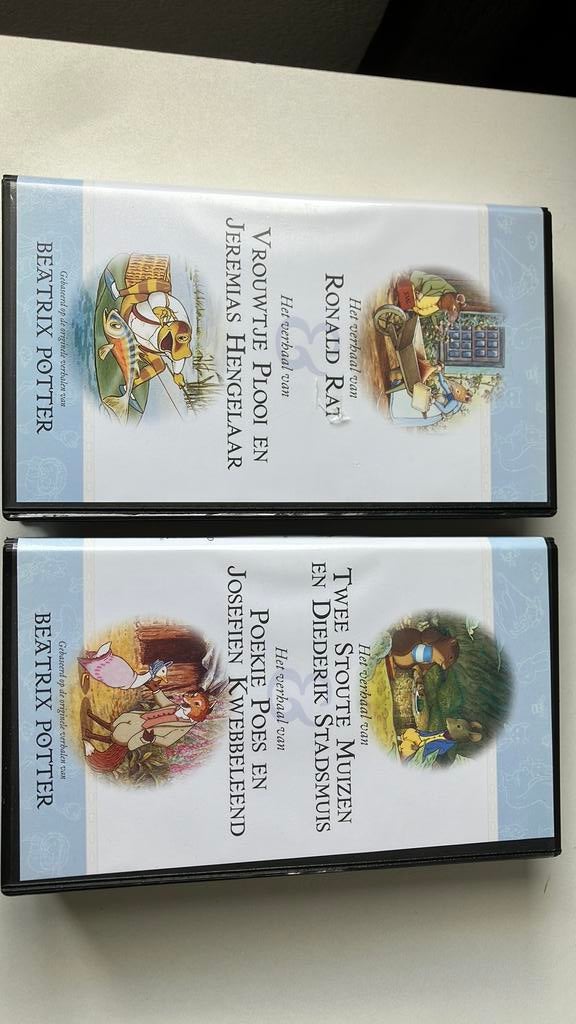 Het verhaal van
RONALD RAT
&
Het verhaal van
VROUWTJE PLOOI EN
JEREMIAS HENGELAAR
Gebaseerd op de originele verhalen van
BEATRIX POTTER
Het verhaal van
TWEE STOUTE MUIZEN
EN DIEDERIK STADSMUIS
&
Het verhaal van
POEKIE POES EN
JOSEFIEN KWEBBELEEND
Gebaseerd op de originele verhalen van
BEATRIX POTTER